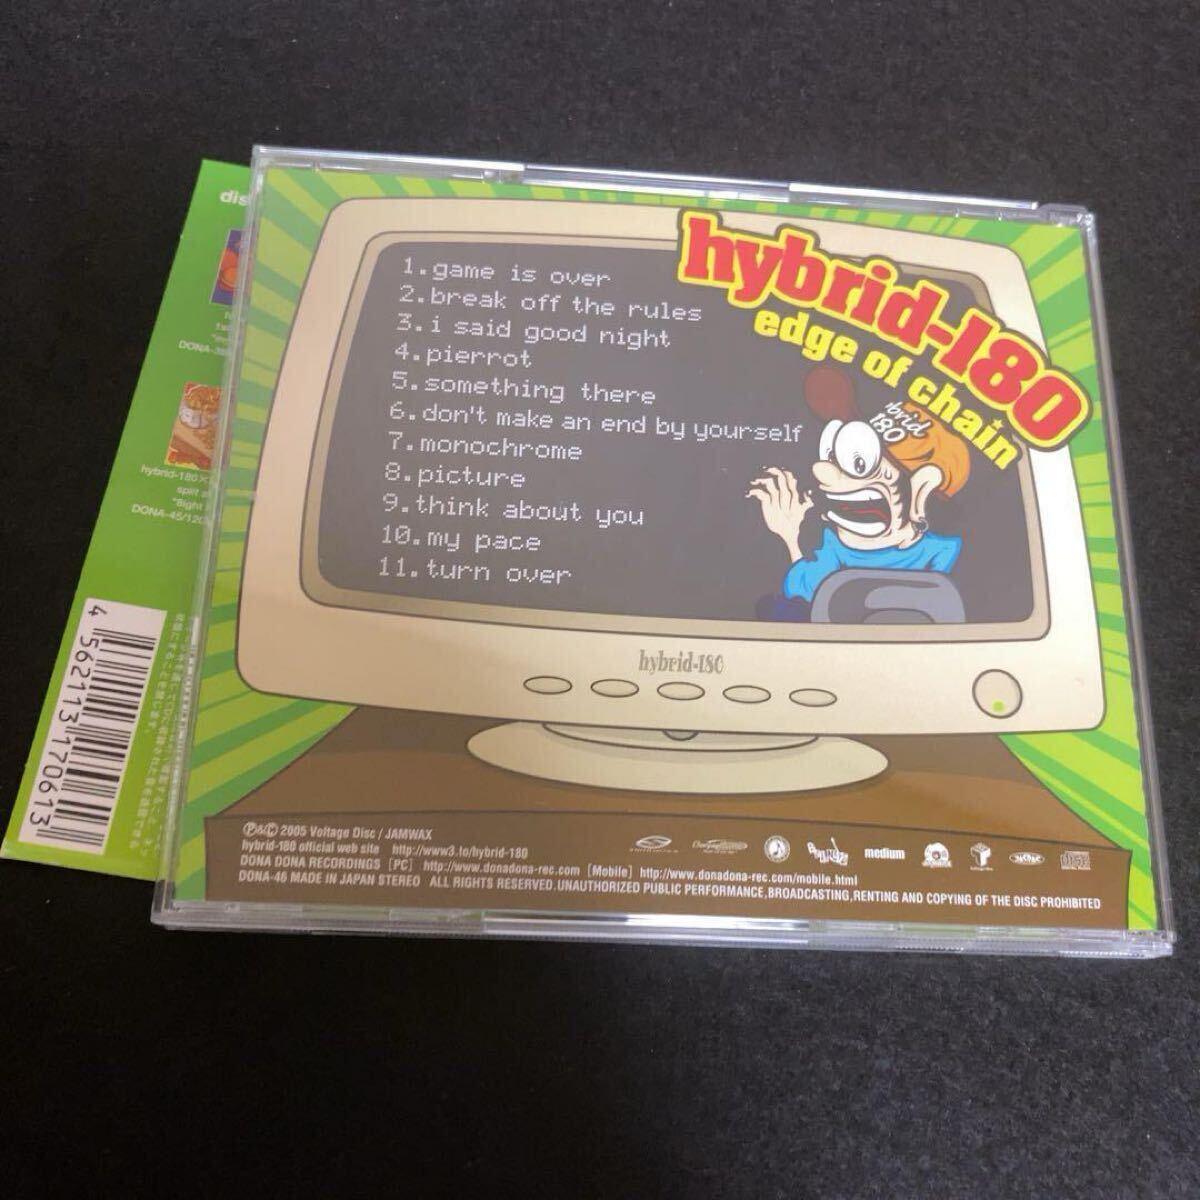 hybrid-180
edge of chain
1.game is over
2.break off the rules
3.i said good night
4.pierrot
5.something there
6.don't make an end by yourself
7.monochrome
8.picture
9.think about you
10.my pace
11.turn over
180
hybrid-180
Ⓟ&Ⓒ 2005 Voltage Disc / JAMWAX
hybrid-180 official web site http://www3.to/hybrid-180
DONA DONA RECORDINGS [PC] http://www.donadona-rec.com [Mobile] http://www.donadona-rec.com/mobile.html
DONA-46 MADE IN JAPAN STEREO ALL RIGHTS RESERVED.UNAUTHORIZED PUBLIC PERFORMANCE,BROADCASTING,RENTING AND COPYING OF THE DISC PROHIBITED
medium
dis
hybrid-180×
4 562113 170613